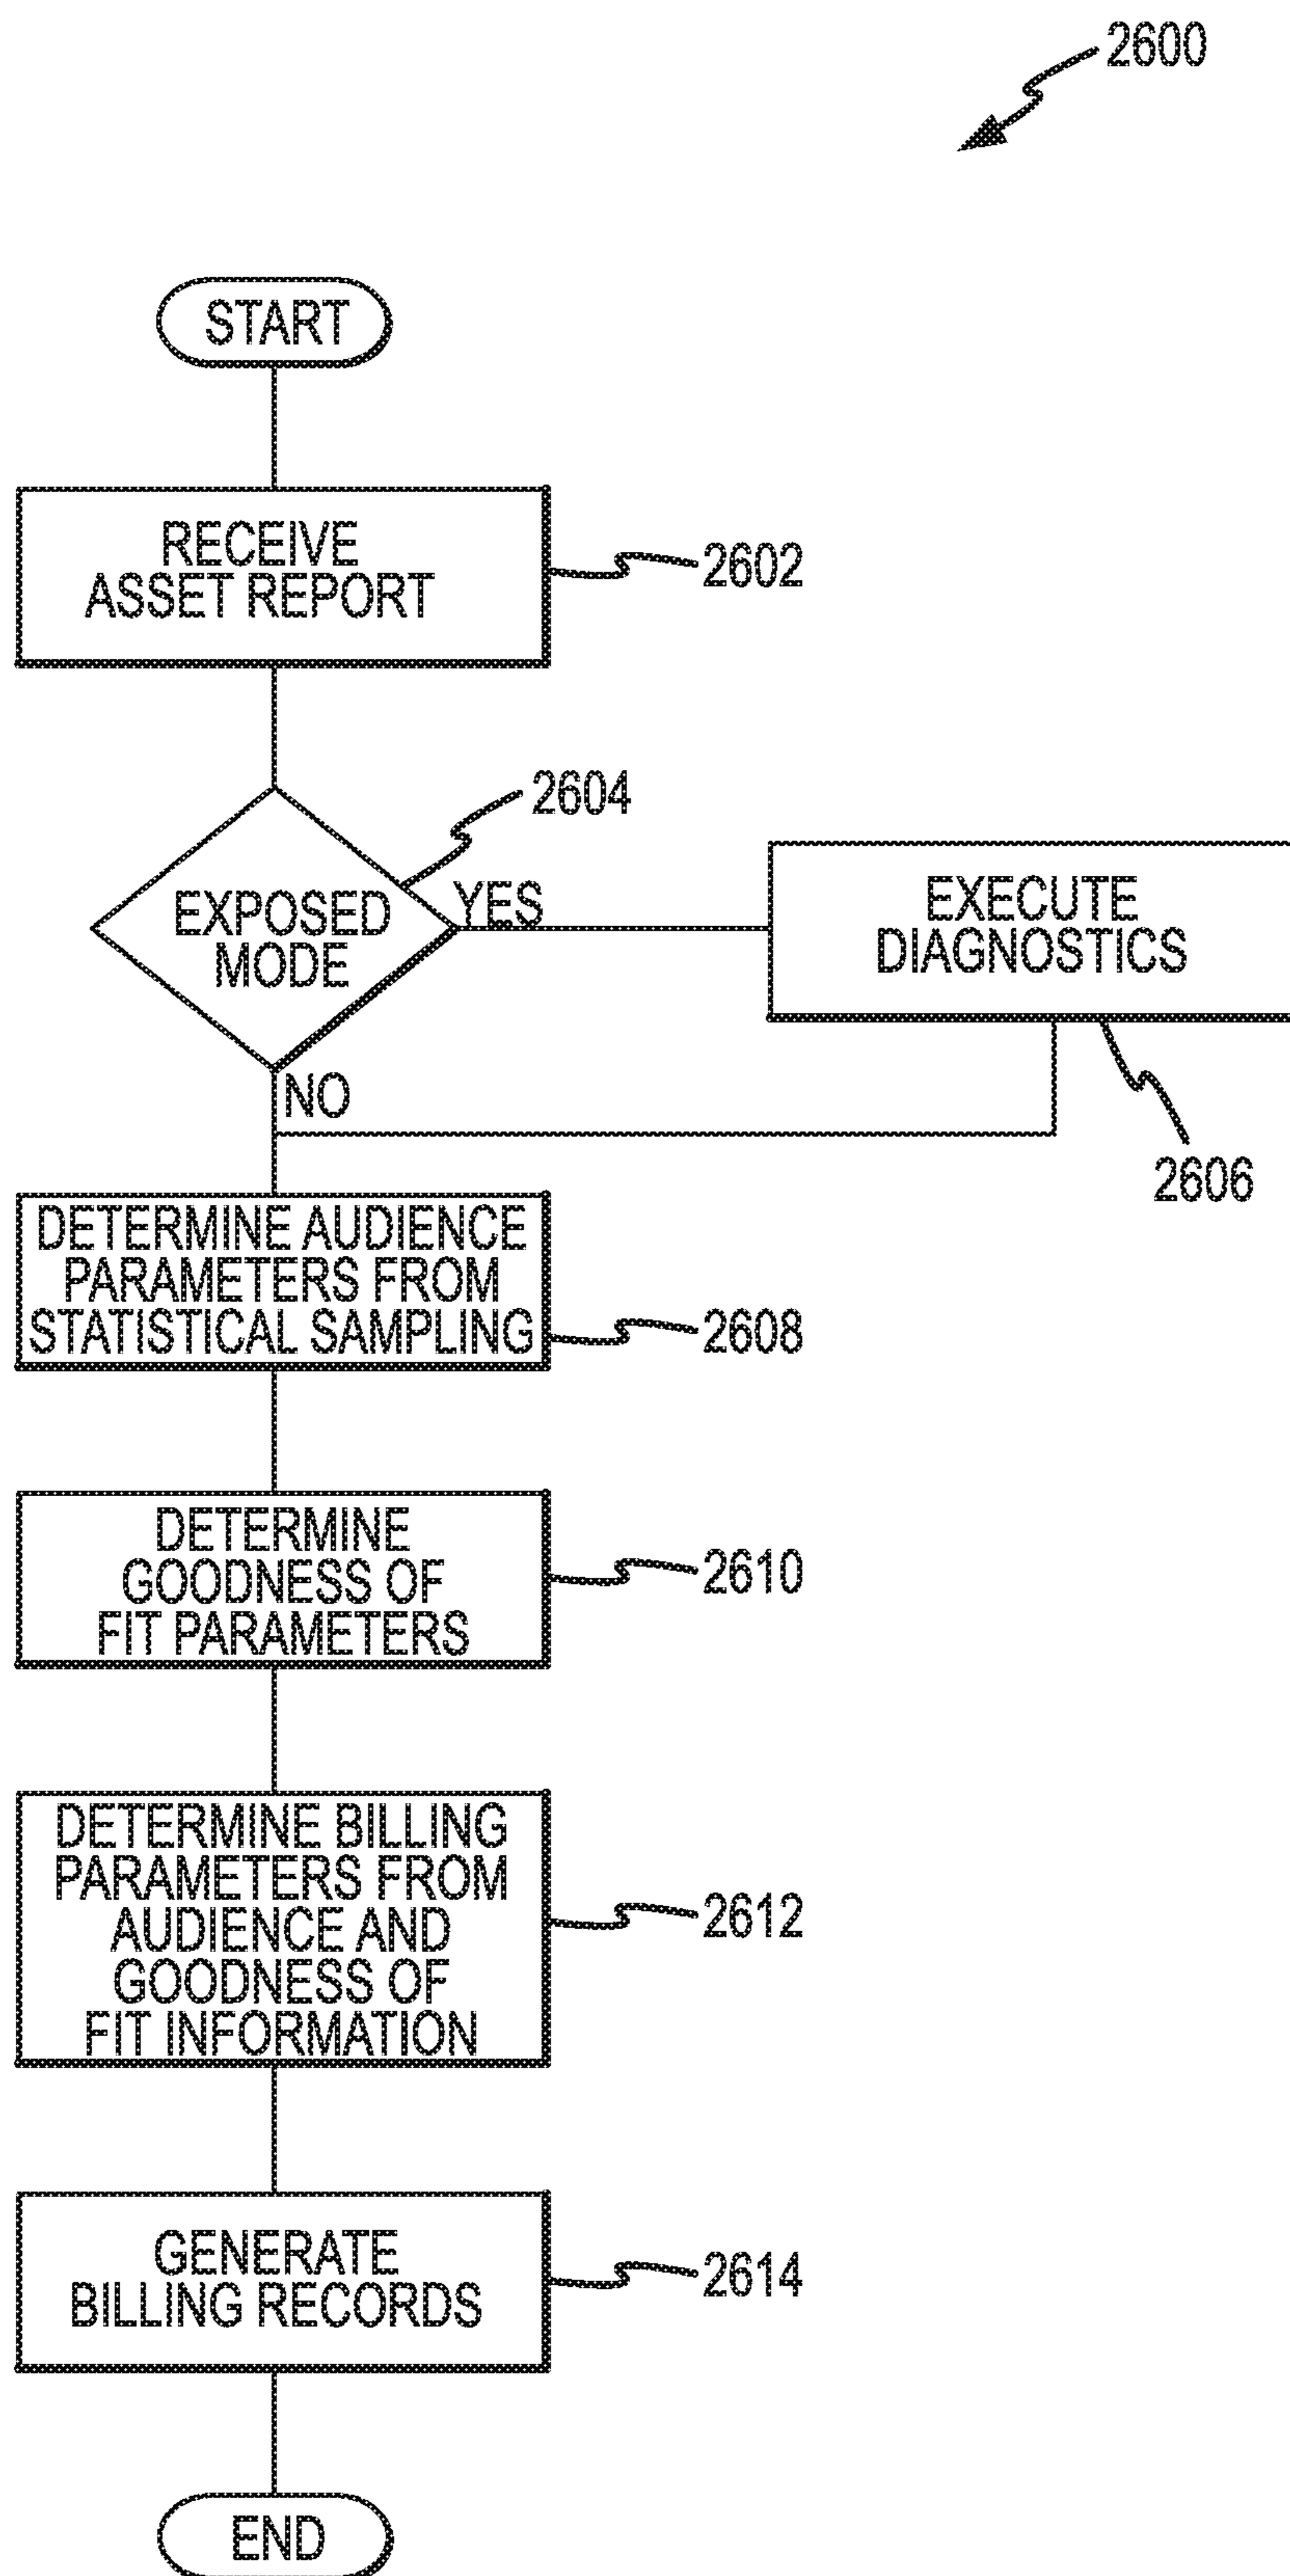 2600
START
RECEIVE
ASSET REPORT
2602
2604
EXPOSED
MODE
YES
NO
EXECUTE
DIAGNOSTICS
2606
DETERMINE AUDIENCE
PARAMETERS FROM
STATISTICAL SAMPLING
2608
DETERMINE
GOODNESS OF
FIT PARAMETERS
2610
DETERMINE BILLING
PARAMETERS FROM
AUDIENCE AND
GOODNESS OF
FIT INFORMATION
2612
GENERATE
BILLING RECORDS
2614
END